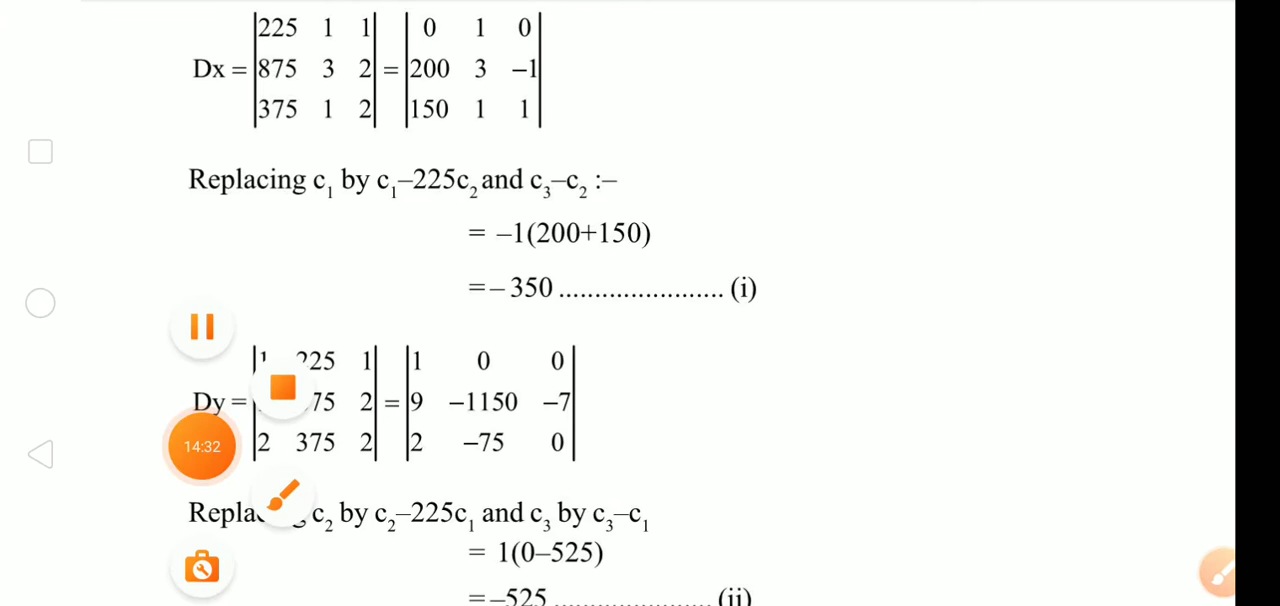 Dx = |225 1 1| = |0 1 0|
|875 3 2| |200 3 –1|
|375 1 2| |150 1 1|
Replacing c₁ by c₁–225c₂ and c₃–c₂ :–
= –1(200+150)
=– 350 ....................... (i)
Dy = 225 1| = |1 0 0|
75 2| |9 –1150 –7|
|2 375 2| |2 –75 0|
14:32
c₂ by c₂–225c₁ and c₃ by c₃–c₁
= 1(0–525)
=–525 ...................... (ii)